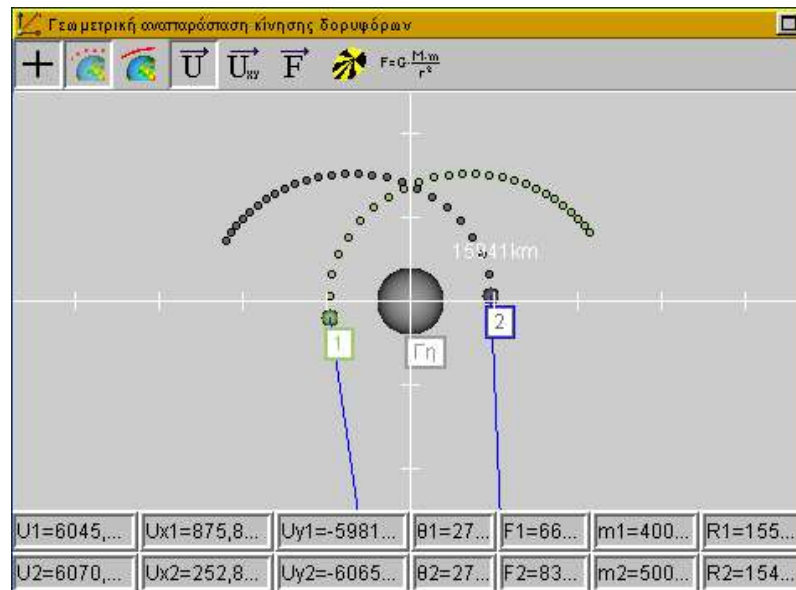 Γεωμετρική αναπαράσταση κίνησης δορυφόρων
U Uxy F F=G·M·m/r²
15941km
1
2
Γη
U1=6045,... Ux1=875,8... Uy1=-5981... θ1=27... F1=66... m1=400... R1=155...
U2=6070,... Ux2=252,8... Uy2=-6065... θ2=27... F2=83... m2=500... R2=154...